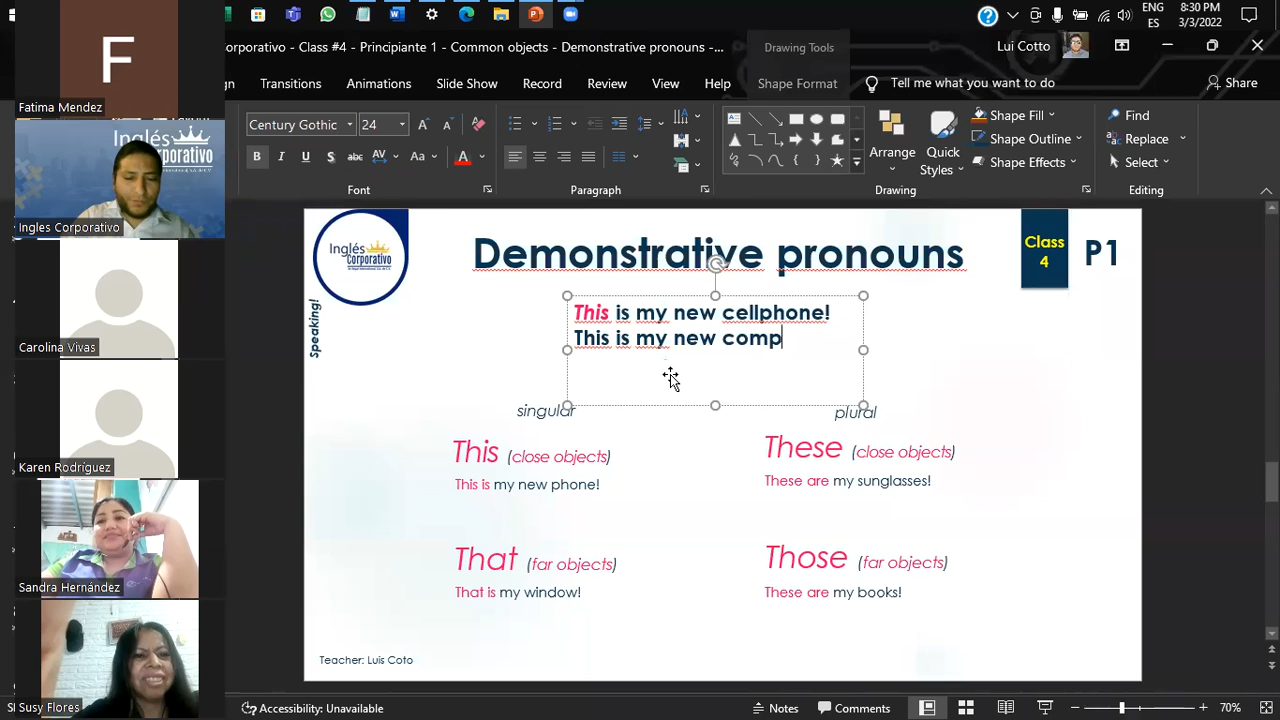 ENG
ES
8:30 PM
3/3/2022
orporativo - Class #4 - Principiante 1 - Common objects - Demonstrative pronouns -...
Drawing Tools
Lui Cotto
gn
Transitions
Animations
Slide Show
Record
Review
View
Help
Shape Format
Tell me what you want to do
Share
Century Gothic
24
Font
Paragraph
Arrange
Quick
Styles
Shape Fill
Shape Outline
Shape Effects
Drawing
Find
Replace
Select
Editing
F
Fatima Mendez
Inglés
Corporativo
Ingles Corporativo
Carolina Vivas
Karen Rodríguez
Sandra Hernández
Susy Flores
Inglés
Corporativo
Speaking!
Demonstrative pronouns
Class
4
P1
This is my new cellphone!
This is my new comp
singular
plural
This (close objects)
This is my new phone!
These (close objects)
These are my sunglasses!
That (far objects)
That is my window!
Those (far objects)
These are my books!
Teacher: Luis Coto
Accessibility: Unavailable
Notes
Comments
70%